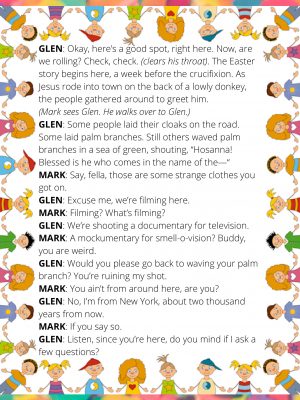 GLEN: Okay, here's a good spot, right here. Now, are
we rolling? Check, check. (clears his throat). The Easter
story begins here, a week before the crucifixion. As
Jesus rode into town on the back of a lowly donkey,
the people gathered around to greet him.
(Mark sees Glen. He walks over to Glen.)
GLEN: Some people laid their cloaks on the road.
Some laid palm branches. Still others waved palm
branches in a sea of green, shouting, "Hosanna!
Blessed is he who comes in the name of the—"
MARK: Say, fella, those are some strange clothes you
got on.
GLEN: Excuse me, we're filming here.
MARK: Filming? What's filming?
GLEN: We're shooting a documentary for television.
MARK: A mockumentary for smell-o-vision? Buddy,
you are weird.
GLEN: Would you please go back to waving your palm
branch? You're ruining my shot.
MARK: You ain't from around here, are you?
GLEN: No, I'm from New York, about two thousand
years from now.
MARK: If you say so.
GLEN: Listen, since you're here, do you mind if I ask a
few questions?